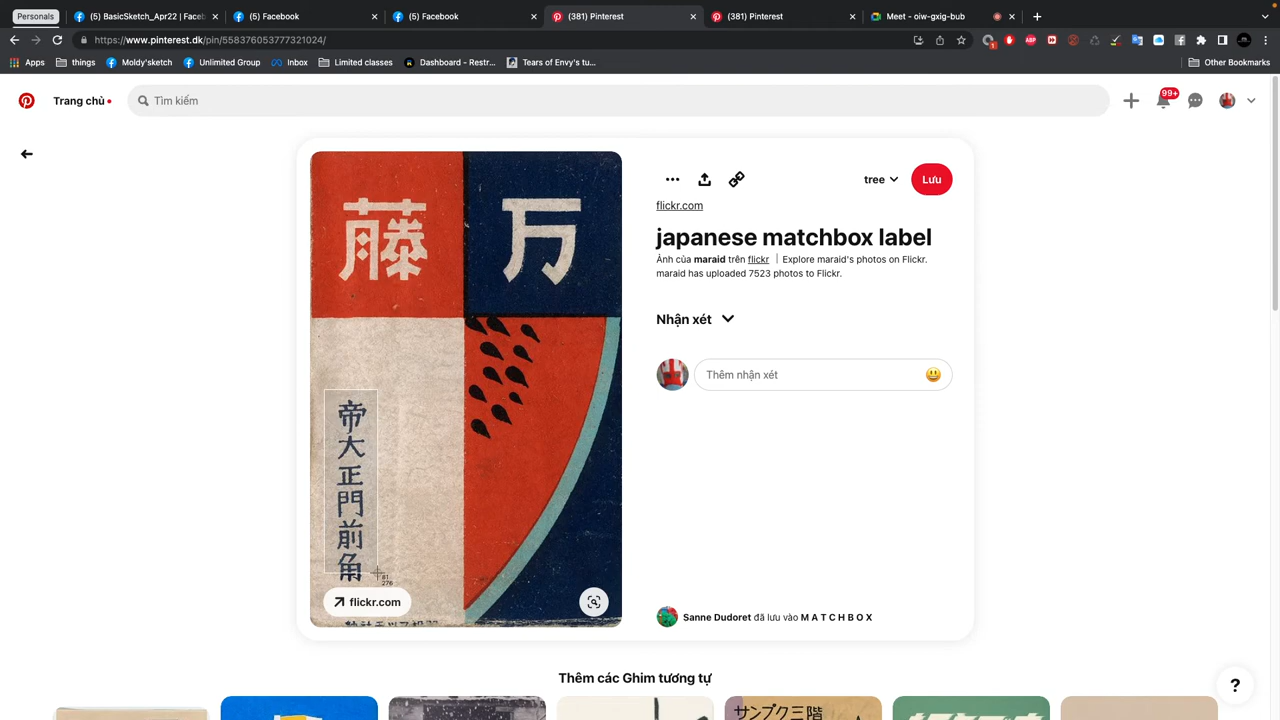 Personals
(5) BasicSketch_Apr22 | Faceb
(5) Facebook
(5) Facebook
(381) Pinterest
(381) Pinterest
Meet - oiw-gxig-bub
https://www.pinterest.dk/pin/558376053777321024/
1
ABP
Apps
things
Moldy'sketch
Unlimited Group
Inbox
Limited classes
Dashboard - Restr...
Tears of Envy's tu...
Other Bookmarks
Trang chủ
Tìm kiếm
99+
藤 万
帝大正門前角
81
276
flickr.com
tree
Lưu
flickr.com
japanese matchbox label
Ảnh của maraid trên flickr | Explore maraid's photos on Flickr.
maraid has uploaded 7523 photos to Flickr.
Nhận xét
Thêm nhận xét
Sanne Dudoret đã lưu vào M A T C H B O X
Thêm các Ghim tương tự
サンプク三階
?